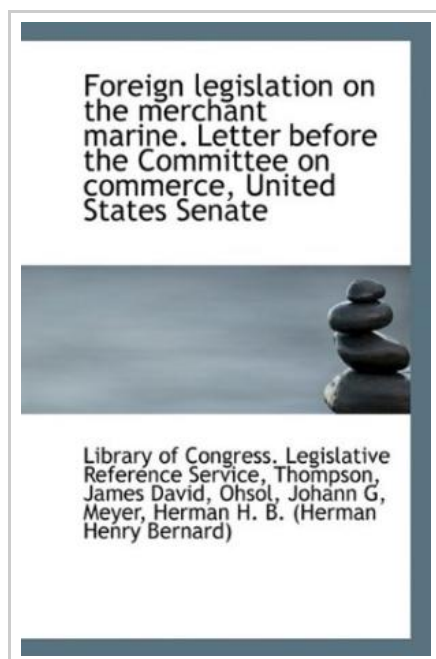 Foreign legislation on
the merchant
marine. Letter before
the Committee on
commerce, United
States Senate
Library of Congress. Legislative
Reference Service, Thompson,
James David, Ohsol, Johann G,
Meyer, Herman H. B. (Herman
Henry Bernard)